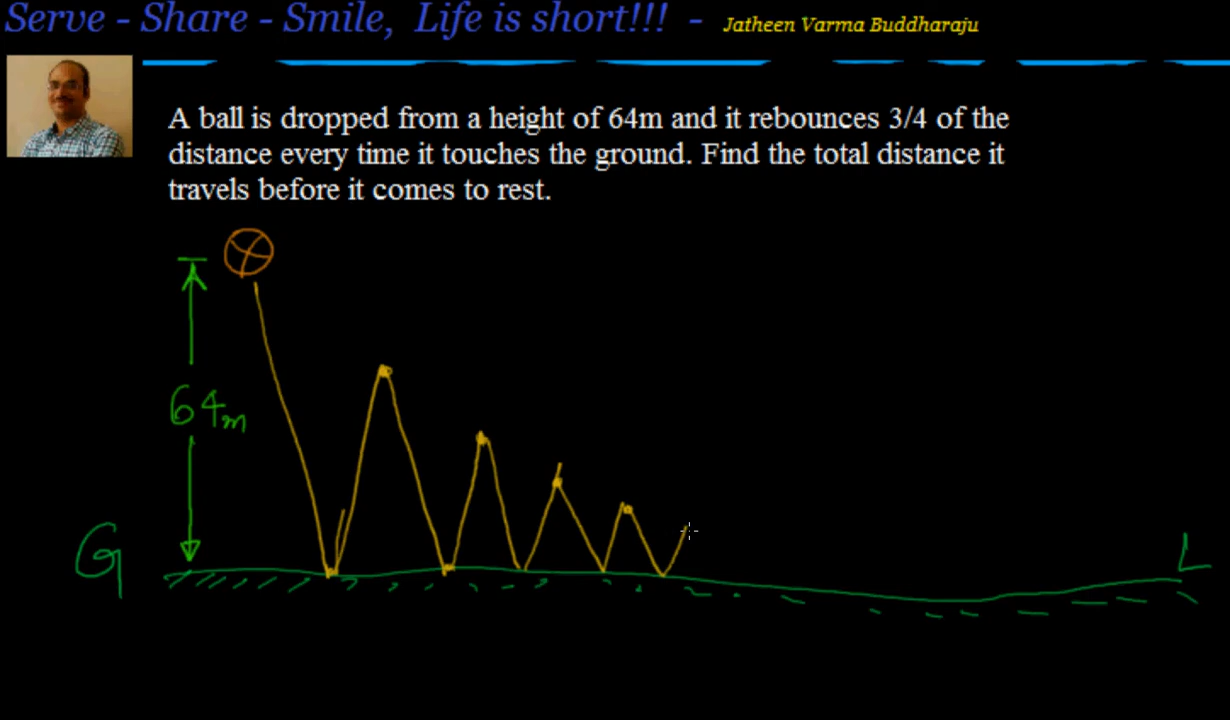 Serve - Share - Smile, Life is short!!! - Jatheen Varma Buddharaju
A ball is dropped from a height of 64m and it rebounces 3/4 of the
distance every time it touches the ground. Find the total distance it
travels before it comes to rest.
64m
G
L